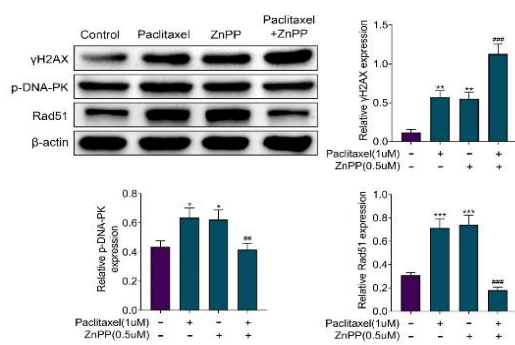 Control Paclitaxel ZnPP Paclitaxel
+ZnPP
γH2AX
p-DNA-PK
Rad51
β-actin
Relative γH2AX expression
1.5
1.0
0.5
0.0
** ** ###
Paclitaxel(1uM) − + − +
ZnPP(0.5uM) − − + +
Relative p-DNA-PK
expression
0.8
0.6
0.4
0.2
0.0
* * ##
Paclitaxel(1uM) − + − +
ZnPP(0.5uM) − − + +
Relative Rad51 expression
1.0
0.8
0.6
0.4
0.2
0.0
*** *** ###
Paclitaxel(1uM) − + − +
ZnPP(0.5uM) − − + +